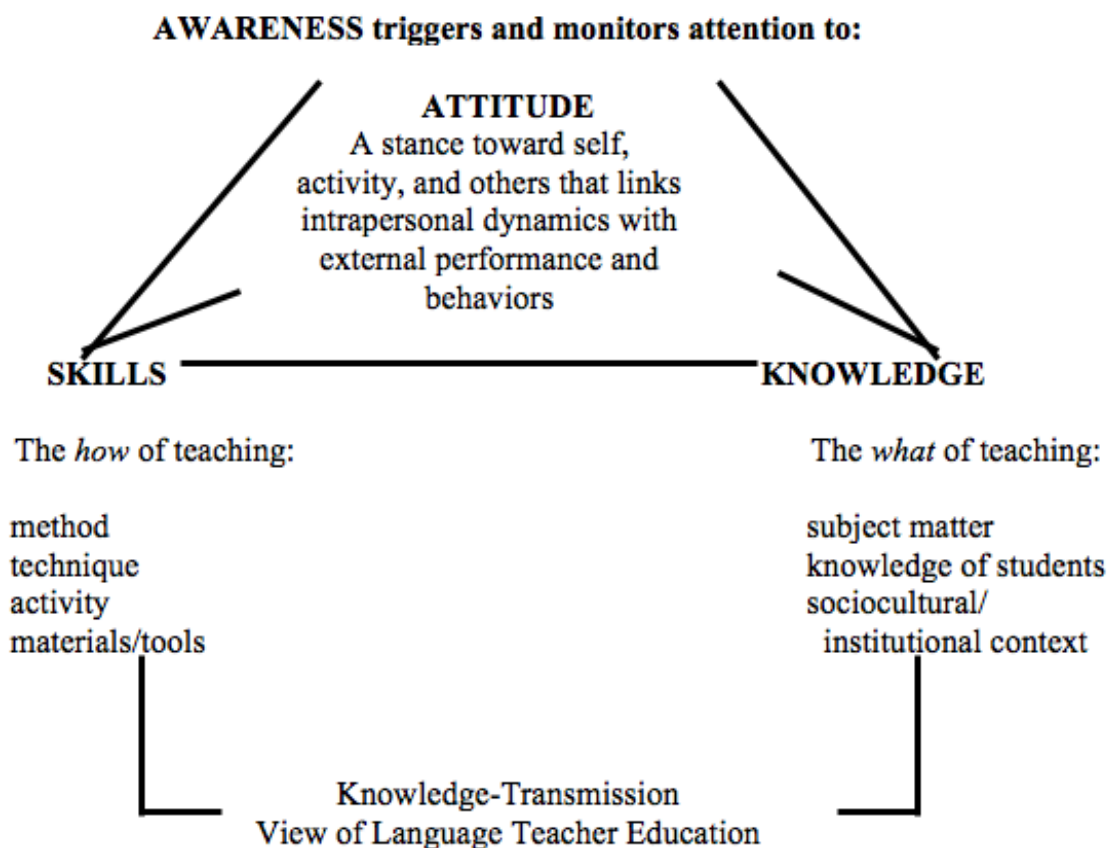 AWARENESS triggers and monitors attention to:
ATTITUDE
A stance toward self,
activity, and others that links
intrapersonal dynamics with
external performance and
behaviors
SKILLS
KNOWLEDGE
The how of teaching:
method
technique
activity
materials/tools
The what of teaching:
subject matter
knowledge of students
sociocultural/
institutional context
Knowledge-Transmission
View of Language Teacher Education